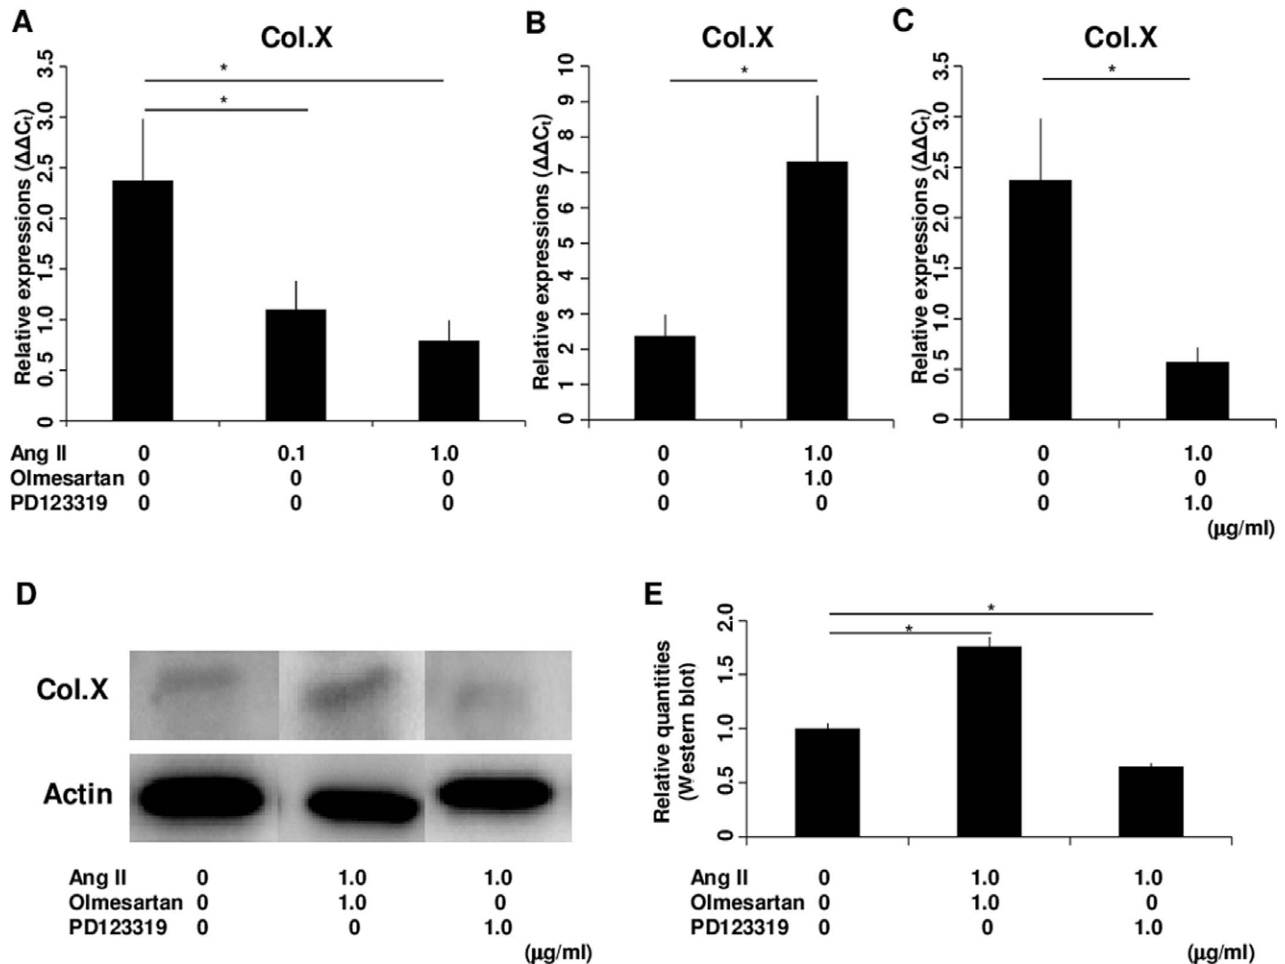 A
Col.X
*
*
Relative expressions (ΔΔCt)
3.5
3.0
2.5
2.0
1.5
1.0
0.5
0
B
Col.X
*
Relative expressions (ΔΔCt)
10
9
8
7
6
5
4
3
2
1
0
C
Col.X
*
Relative expressions (ΔΔCt)
3.5
3.0
2.5
2.0
1.5
1.0
0.5
0
Ang II 0 0.1 1.0 0 1.0 0 1.0
Olmesartan 0 0 0 0 1.0 0 0
PD123319 0 0 0 0 0 0 1.0
(μg/ml)
D
Col.X
Actin
Ang II 0 1.0 1.0
Olmesartan 0 1.0 0
PD123319 0 0 1.0
(μg/ml)
E
*
*
Relative quantities
(Western blot)
2.0
1.5
1.0
0.5
0
Ang II 0 1.0 1.0
Olmesartan 0 1.0 0
PD123319 0 0 1.0
(μg/ml)